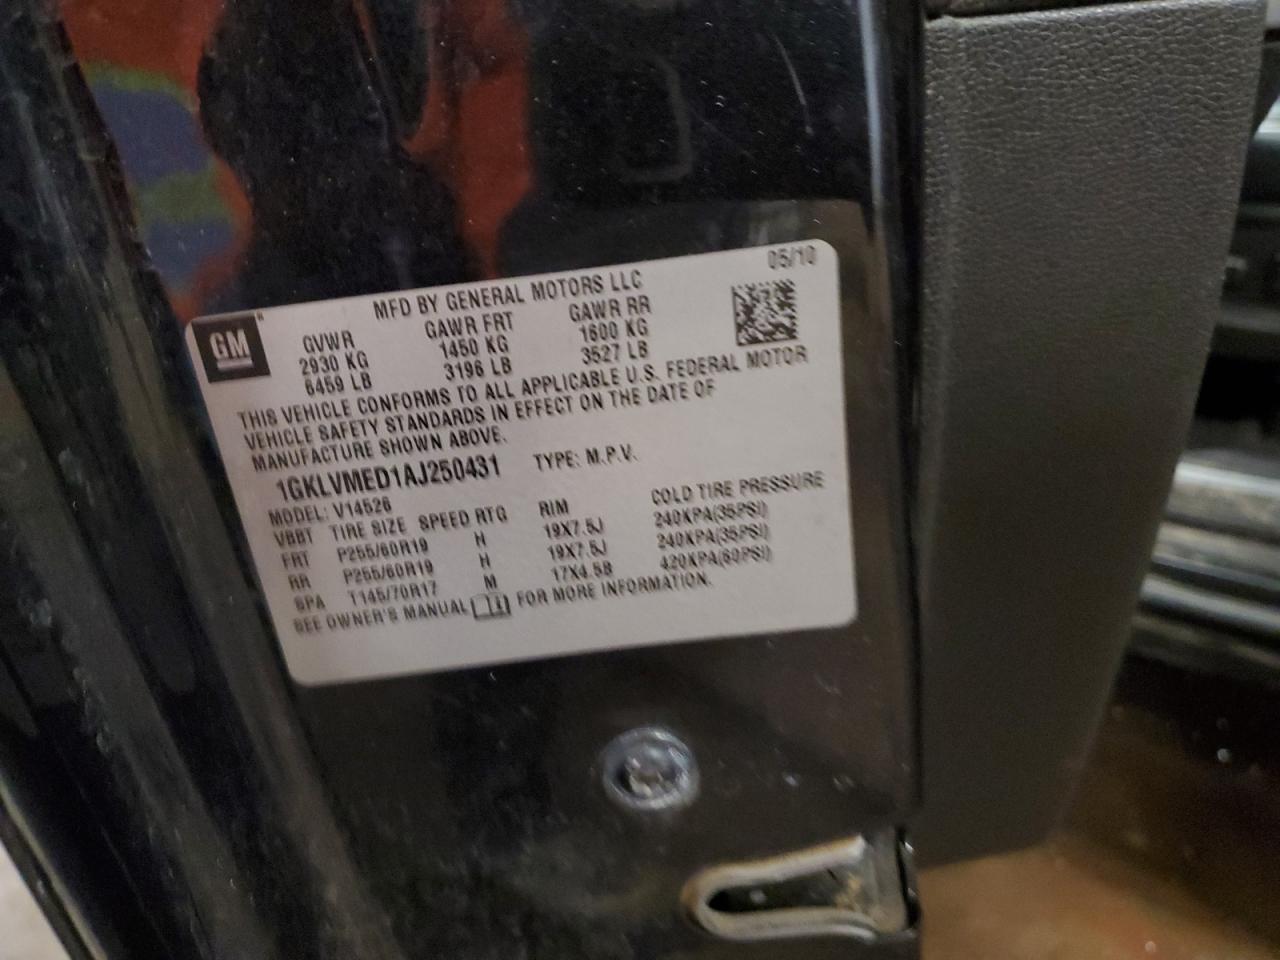 05/10
MFD BY GENERAL MOTORS LLC
GM
GVWR GAWR FRT GAWR RR
2930 KG 1450 KG 1600 KG
6459 LB 3196 LB 3527 LB
THIS VEHICLE CONFORMS TO ALL APPLICABLE U.S. FEDERAL MOTOR
VEHICLE SAFETY STANDARDS IN EFFECT ON THE DATE OF
MANUFACTURE SHOWN ABOVE.
1GKLVMED1AJ250431 TYPE: M.P.V.
MODEL: V14526
VBBT TIRE SIZE SPEED RTG RIM COLD TIRE PRESSURE
FRT P255/60R19 H 19X7.5J 240KPA(35PSI)
RR P255/60R19 H 19X7.5J 240KPA(35PSI)
SPA T145/70R17 M 17X4.5B 420KPA(60PSI)
SEE OWNER'S MANUAL FOR MORE INFORMATION.